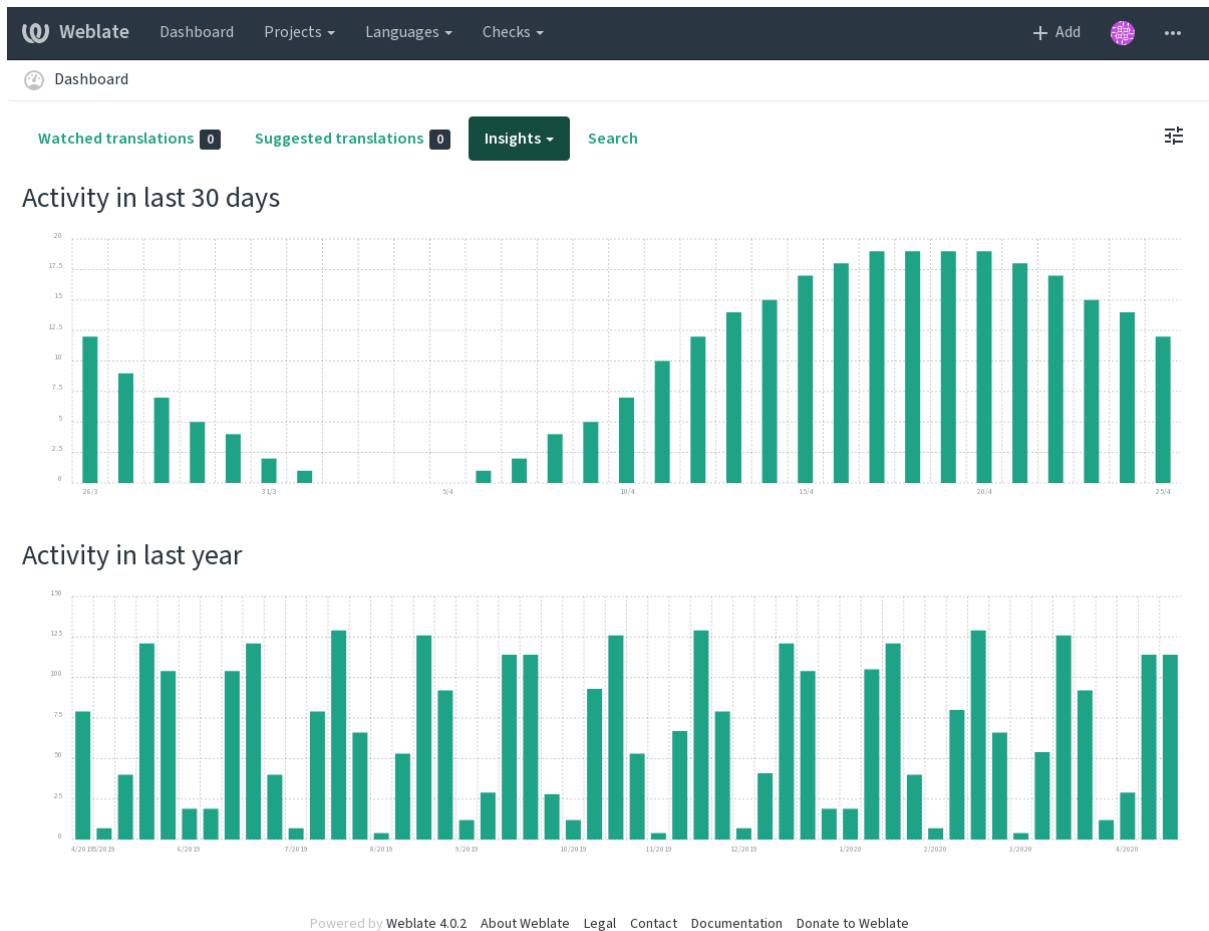 Weblate Dashboard Projects Languages Checks Add
Dashboard
Watched translations 0 Suggested translations 0 Insights Search
Activity in last 30 days
20
17.5
15
12.5
10
7.5
5
2.5
0
26/3 31/3 5/4 10/4 15/4 20/4 25/4
Activity in last year
150
125
100
75
50
25
0
4/2019 5/2019 6/2019 7/2019 8/2019 9/2019 10/2019 11/2019 12/2019 1/2020 2/2020 3/2020 4/2020
Powered by Weblate 4.0.2 About Weblate Legal Contact Documentation Donate to Weblate